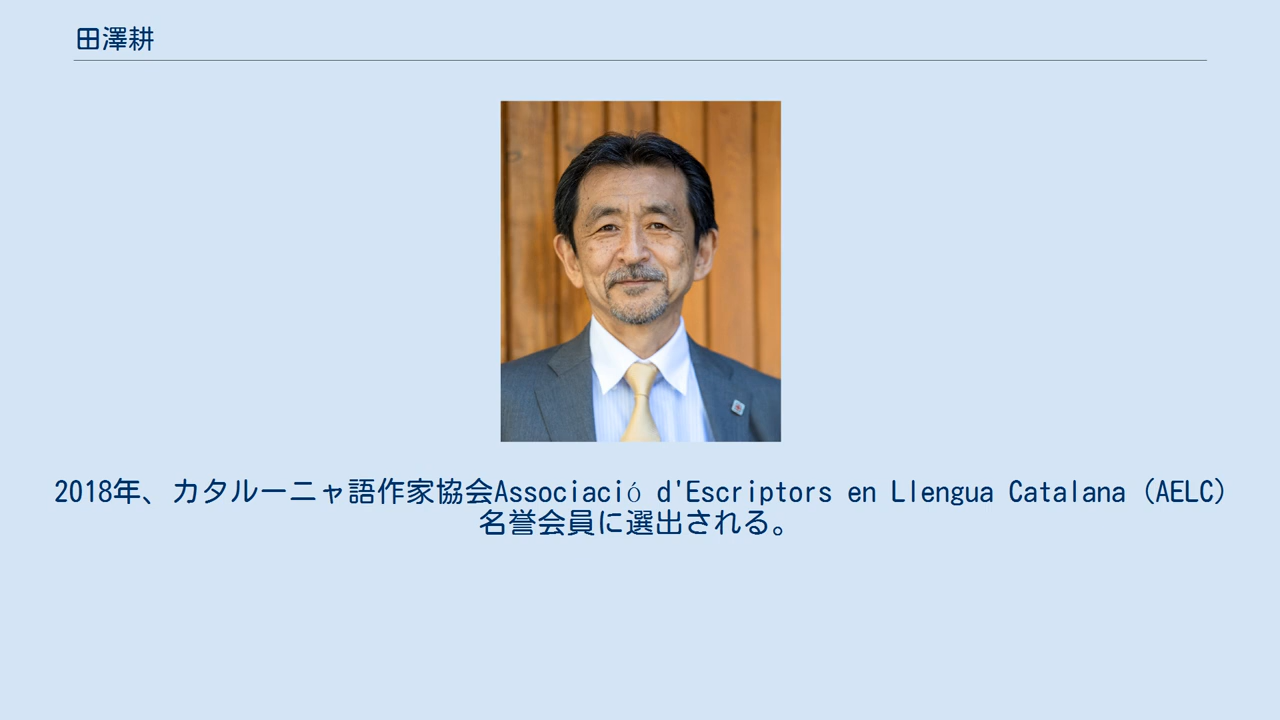 田澤耕
2018年、カタルーニャ語作家協会Associació d'Escriptors en Llengua Catalana（AELC）
名誉会員に選出される。